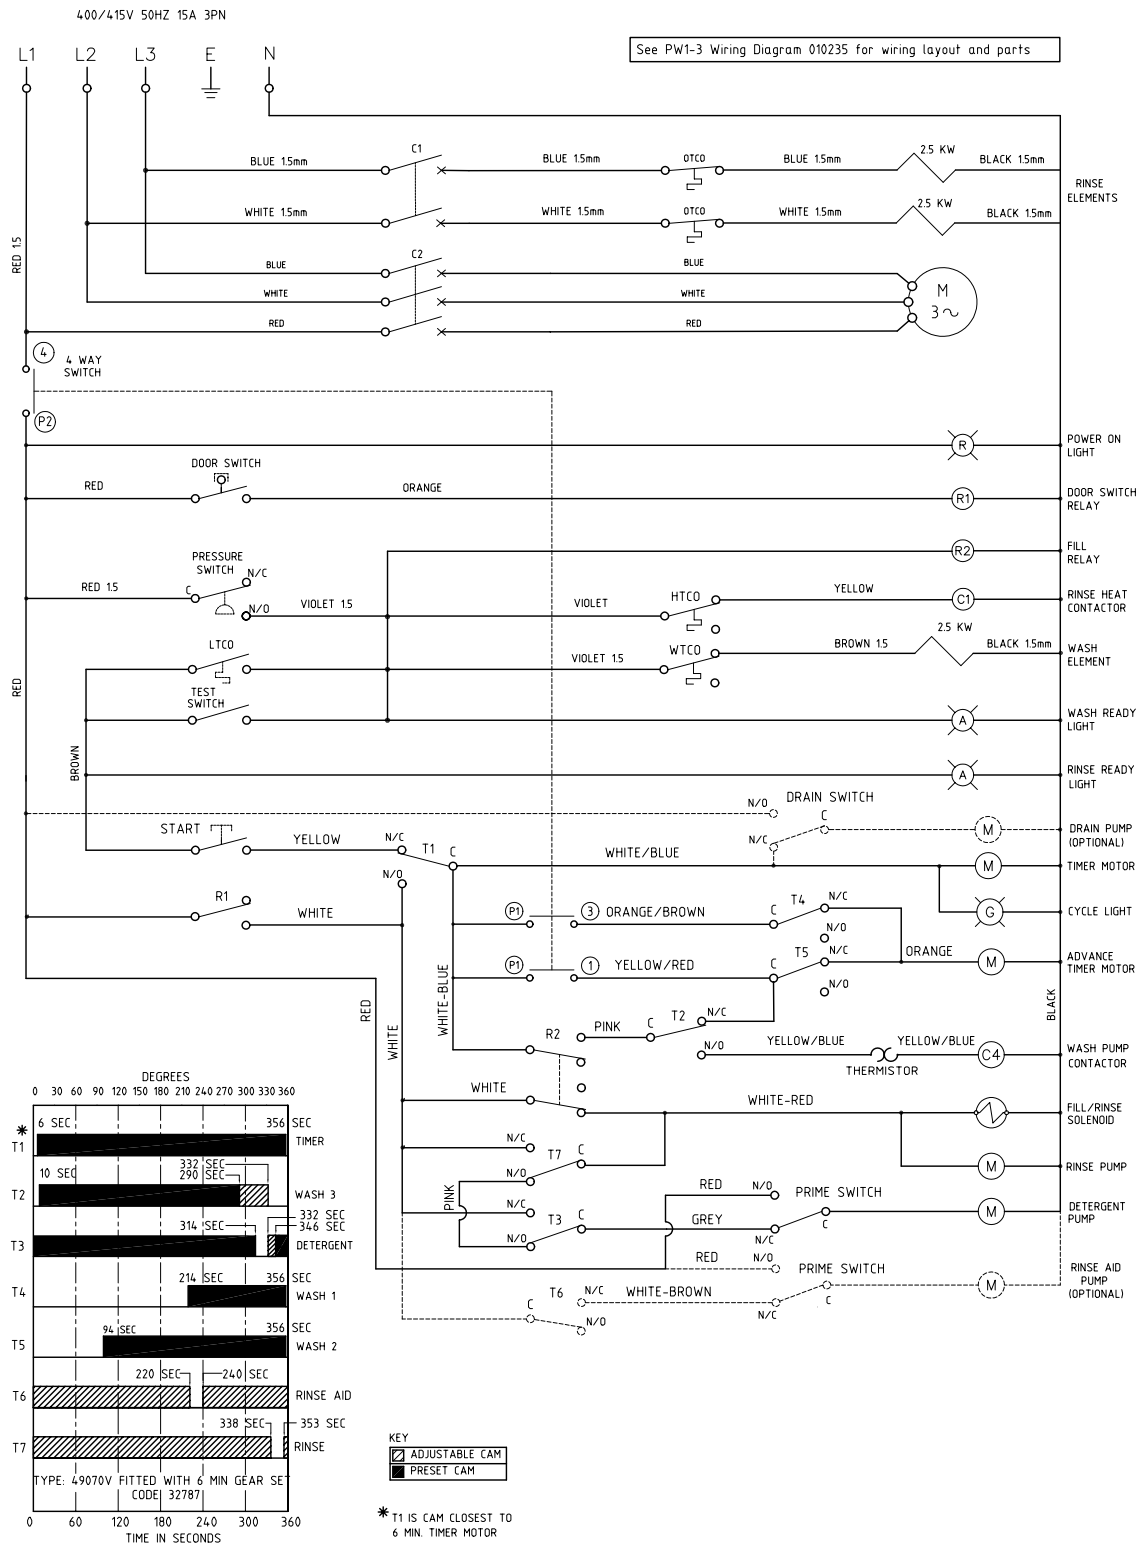 400/415V 50HZ 15A 3PN
L1 L2 L3 E N
See PW1-3 Wiring Diagram 010235 for wiring layout and parts
BLUE 1.5mm C1 BLUE 1.5mm OTCO BLUE 1.5mm 2.5 KW BLACK 1.5mm
RINSE
ELEMENTS
WHITE 1.5mm WHITE 1.5mm OTCO WHITE 1.5mm 2.5 KW BLACK 1.5mm
RED 1.5
BLUE C2 BLUE
WHITE WHITE
RED RED
M
3~
4
4 WAY
SWITCH
P2
R
POWER ON
LIGHT
DOOR SWITCH
RED ORANGE R1
DOOR SWITCH
RELAY
R2
FILL
RELAY
PRESSURE
SWITCH
N/C
RED 1.5 C
N/O
VIOLET 1.5 VIOLET HTCO YELLOW C1
RINSE HEAT
CONTACTOR
LTCO VIOLET 1.5 WTCO BROWN 1.5 2.5 KW BLACK 1.5mm
WASH
ELEMENT
RED
TEST
SWITCH
A
WASH READY
LIGHT
BROWN
A
RINSE READY
LIGHT
N/O DRAIN SWITCH
C
N/C
M
DRAIN PUMP
(OPTIONAL)
START YELLOW N/C T1 C WHITE/BLUE M TIMER MOTOR
N/O
R1 WHITE
P1 3 ORANGE/BROWN C T4 N/C G CYCLE LIGHT
N/O
P1 1 YELLOW/RED C T5 N/C ORANGE M
ADVANCE
TIMER MOTOR
N/O
RED WHITE WHITE-BLUE BLACK
R2 PINK C T2 N/C
N/O YELLOW/BLUE YELLOW/BLUE C4
THERMISTOR
WASH PUMP
CONTACTOR
WHITE WHITE-RED
FILL/RINSE
SOLENOID
N/C T7 C
N/O
M RINSE PUMP
PINK
RED N/O PRIME SWITCH
N/C T3 C GREY C
N/O N/C
M
DETERGENT
PUMP
RED N/O PRIME SWITCH
C T6 N/C WHITE-BROWN C
N/O N/C
M
RINSE AID
PUMP
(OPTIONAL)
DEGREES
0 30 60 90 120 150 180 210 240 270 300 330 360
* T1 6 SEC 356 SEC TIMER
T2 10 SEC 332 SEC
290 SEC
WASH 3
T3 314 SEC 332 SEC
346 SEC
DETERGENT
T4 214 SEC 356 SEC WASH 1
T5 94 SEC 356 SEC WASH 2
T6 220 SEC 240 SEC RINSE AID
T7 338 SEC 353 SEC RINSE
TYPE: 49070V FITTED WITH 6 MIN GEAR SET
CODE 32787
0 60 120 180 240 300 360
TIME IN SECONDS
KEY
ADJUSTABLE CAM
PRESET CAM
* T1 IS CAM CLOSEST TO
6 MIN. TIMER MOTOR